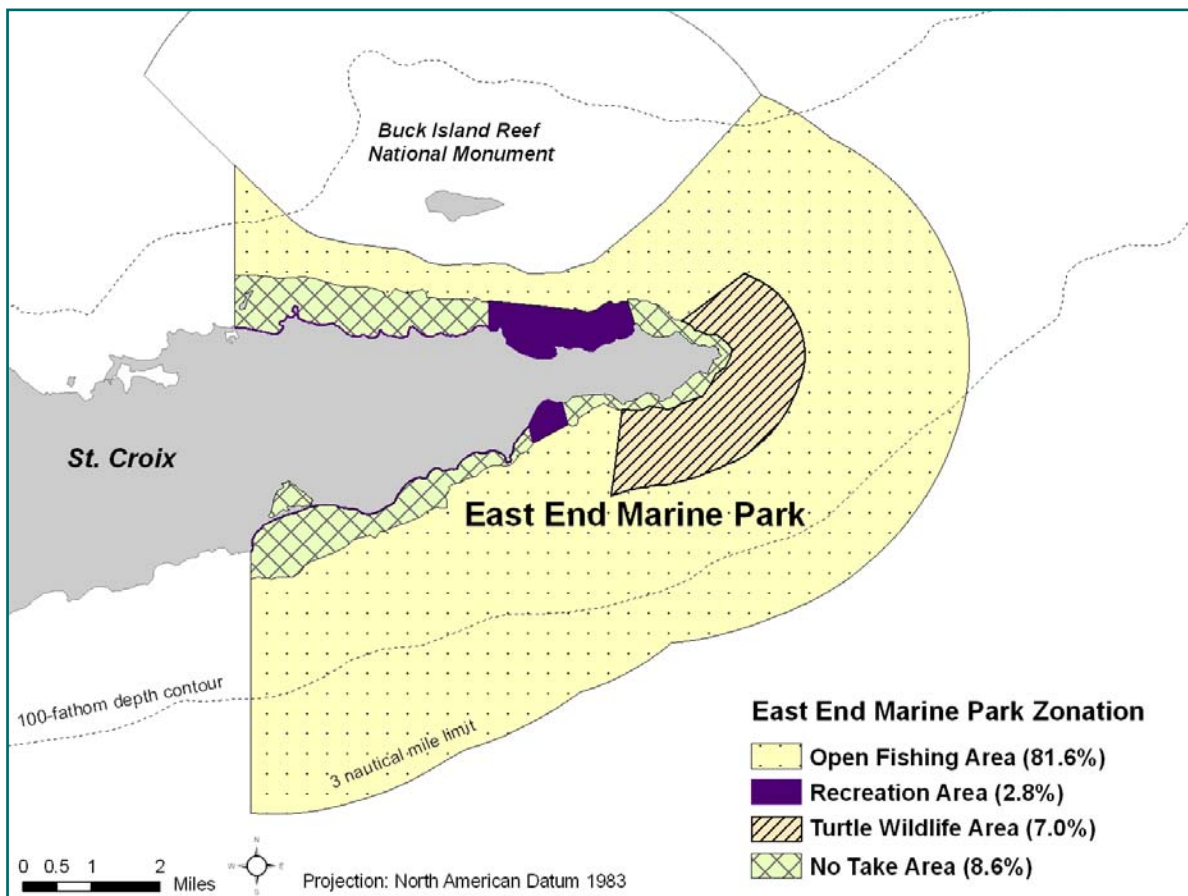 Buck Island Reef
National Monument
St. Croix
East End Marine Park
100-fathom depth contour
3 nautical mile limit
East End Marine Park Zonation
Open Fishing Area (81.6%)
Recreation Area (2.8%)
Turtle Wildlife Area (7.0%)
No Take Area (8.6%)
0 0.5 1 2
Miles
N
W E
S
Projection: North American Datum 1983